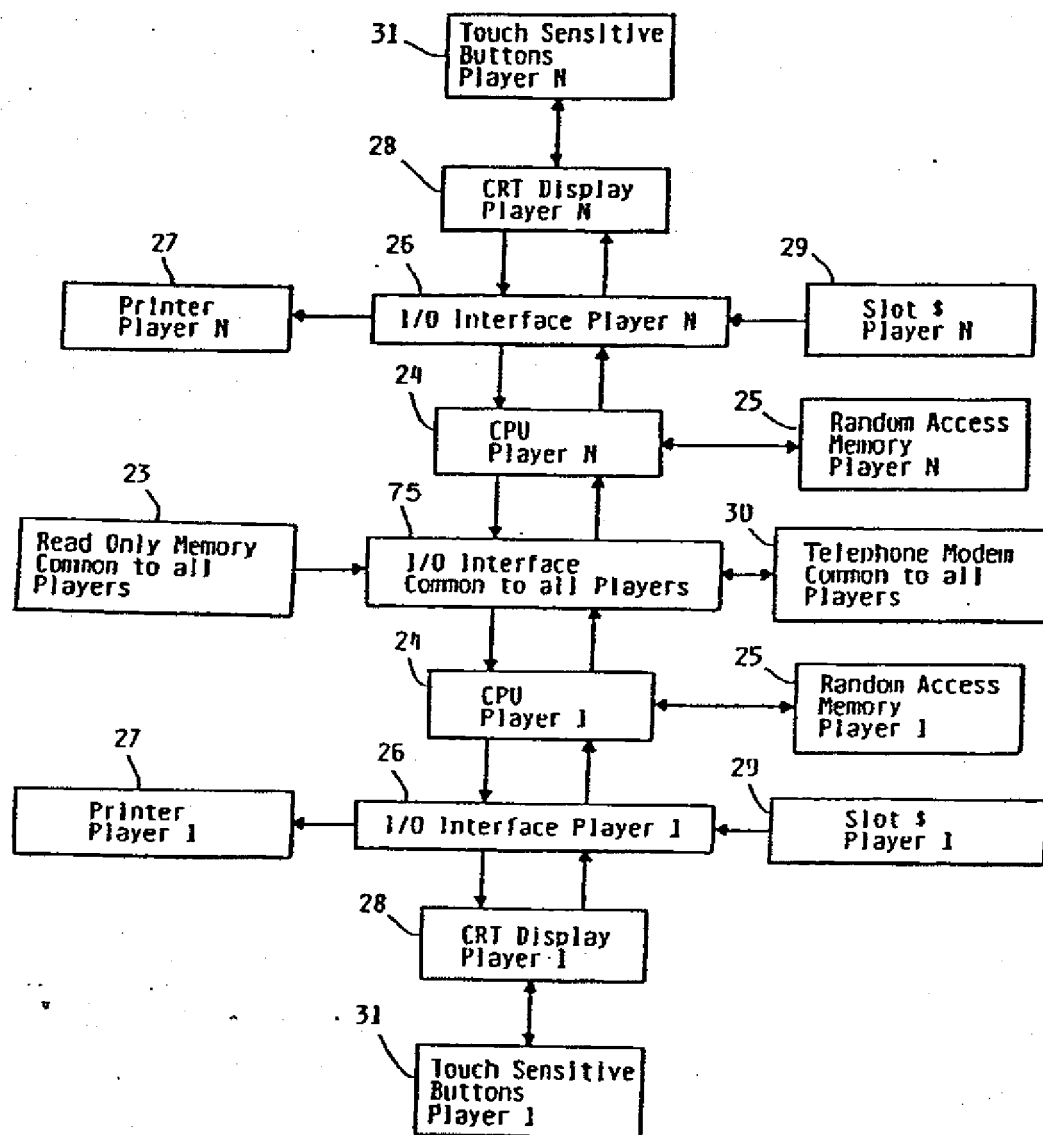 31
Touch Sensitive
Buttons
Player N
28
CRT Display
Player N
27
Printer
Player N
26
I/O Interface Player N
29
Slot $
Player N
24
CPU
Player N
25
Random Access
Memory
Player N
23
Read Only Memory
Common to all
Players
75
I/O Interface
Common to all Players
30
Telephone Modem
Common to all
Players
24
CPU
Player 1
25
Random Access
Memory
Player 1
27
Printer
Player 1
26
I/O Interface Player 1
29
Slot $
Player 1
28
CRT Display
Player 1
31
Touch Sensitive
Buttons
Player 1